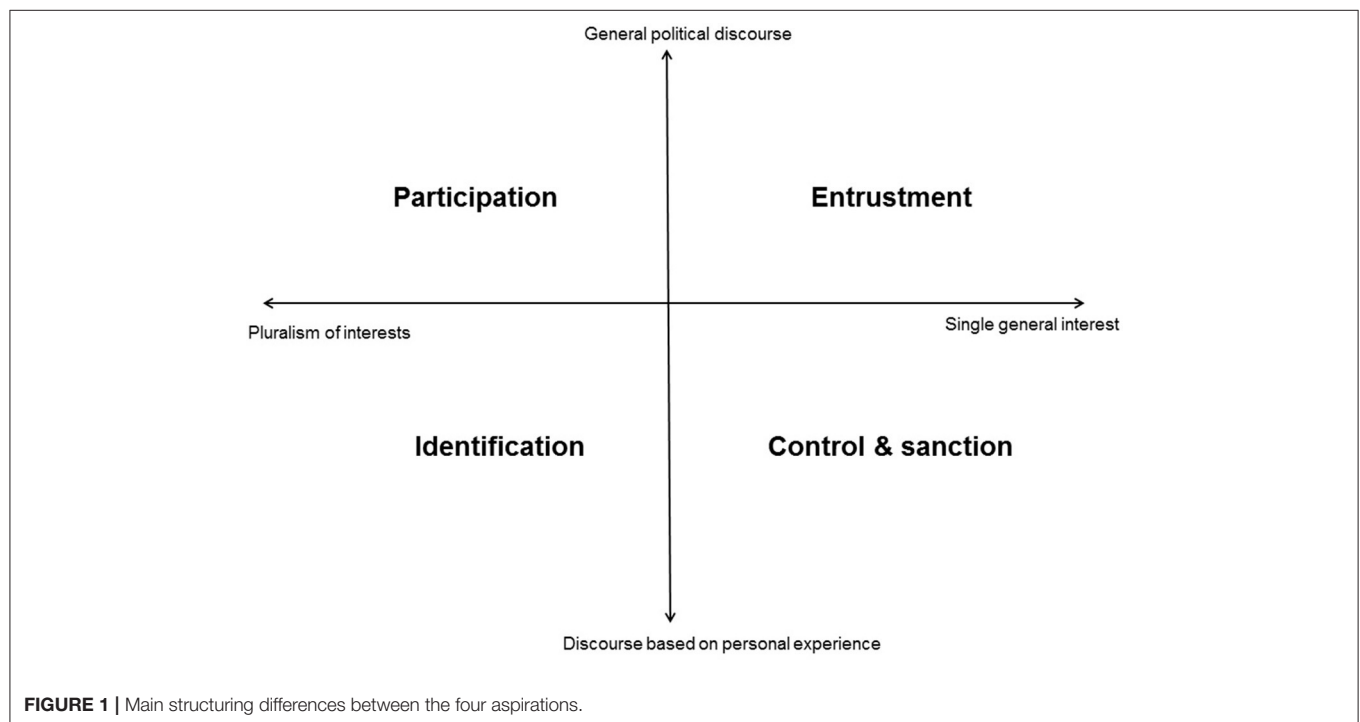 General political discourse
Participation
Entrustment
Pluralism of interests
Single general interest
Identification
Control & sanction
Discourse based on personal experience
FIGURE 1 | Main structuring differences between the four aspirations.